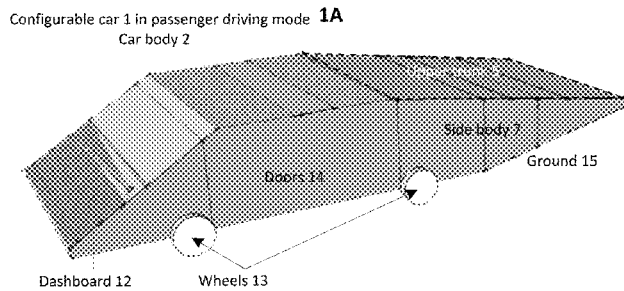 Configurable car 1 in passenger driving mode 1A
Car body 2
Side body 7
Ground 15
Doors 14
Dashboard 12
Wheels 13